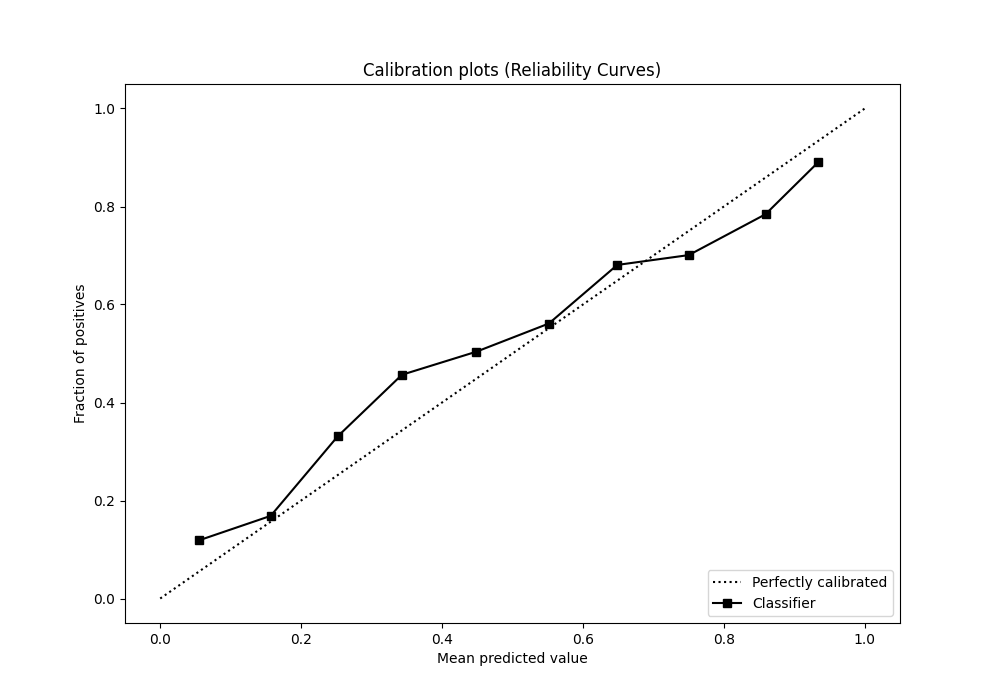 Calibration plots (Reliability Curves)
1.0
0.8
0.6
0.4
0.2
0.0
Fraction of positives
0.0 0.2 0.4 0.6 0.8 1.0
Mean predicted value
Perfectly calibrated
Classifier